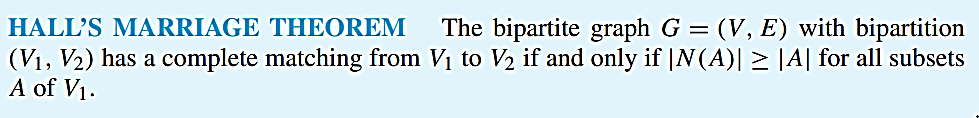 HALL'S MARRIAGE THEOREM The bipartite graph G = (V, E) with bipartition
(V₁, V₂) has a complete matching from V₁ to V₂ if and only if |N(A)| ≥ |A| for all subsets
A of V₁.